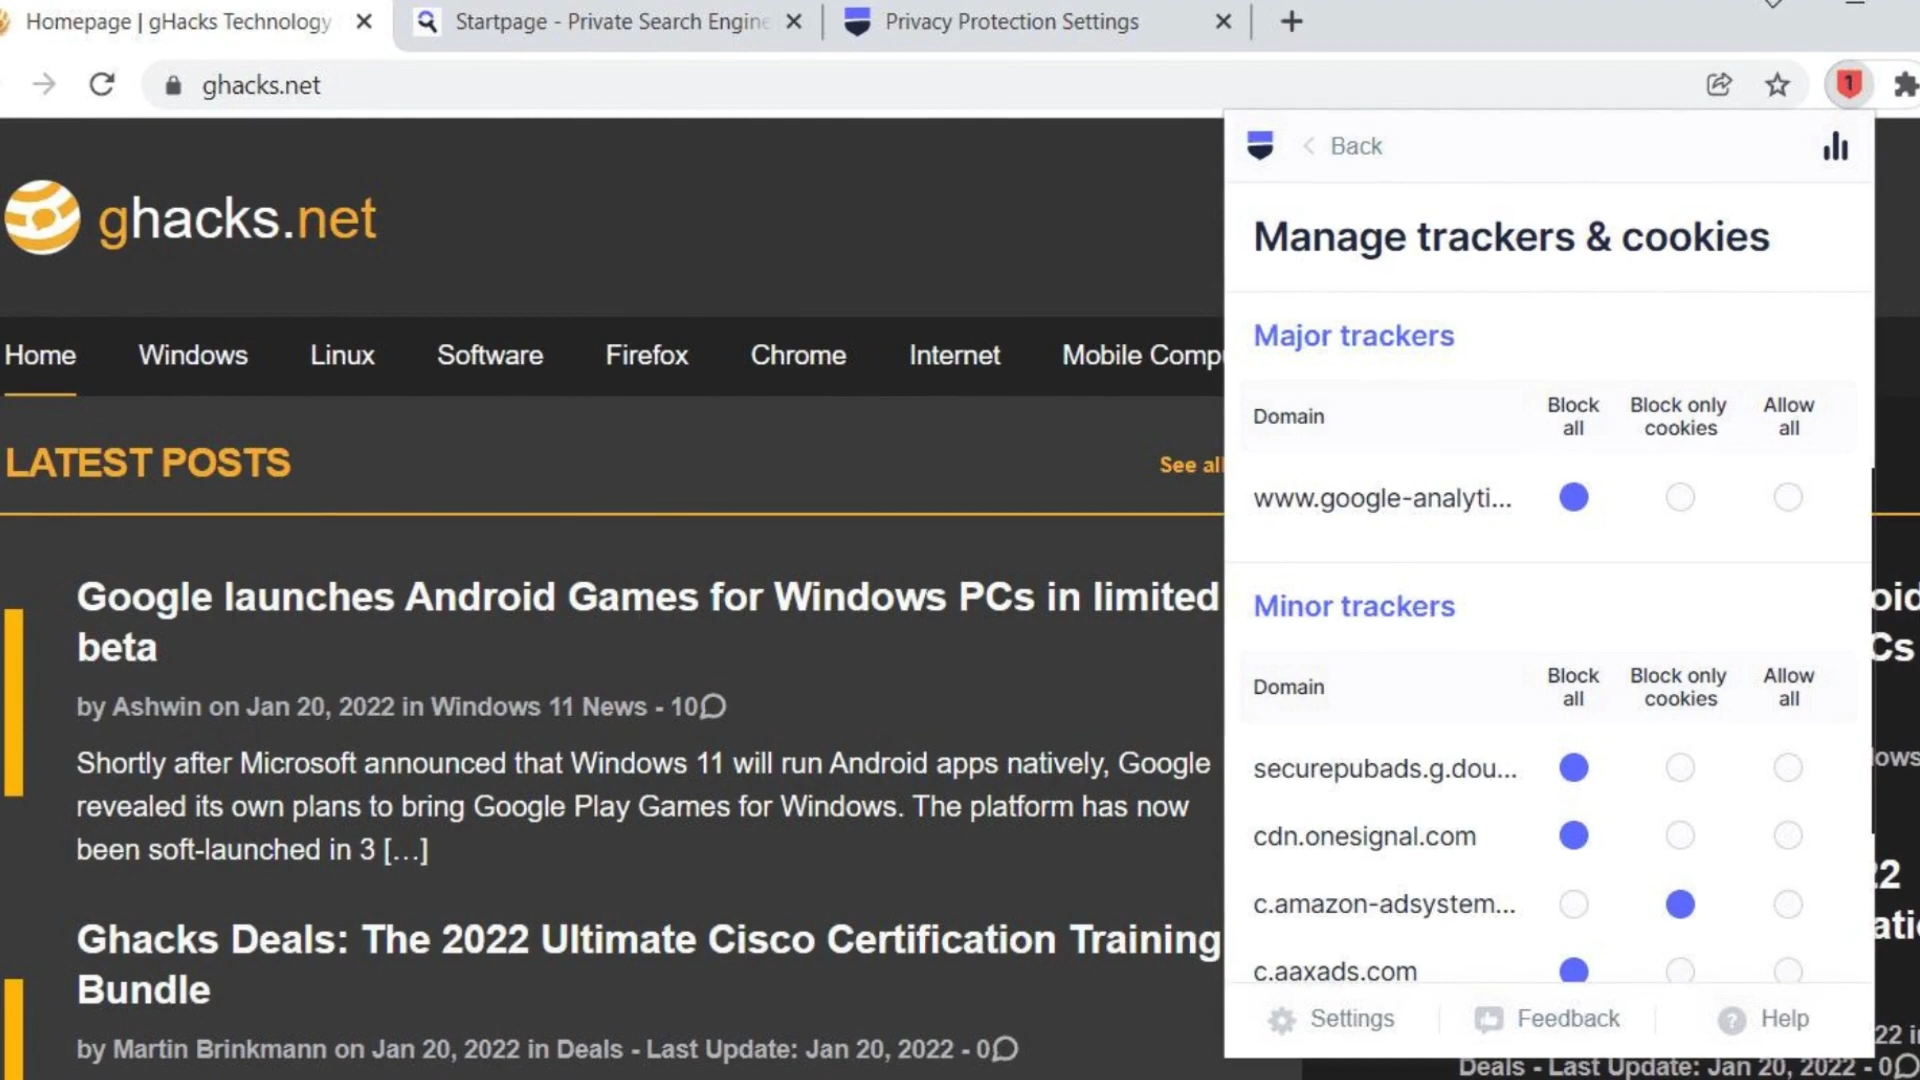 Homepage | gHacks Technology
Startpage - Private Search Engine
Privacy Protection Settings
ghacks.net
1
ghacks.net
Home
Windows
Linux
Software
Firefox
Chrome
Internet
Mobile Comp
LATEST POSTS
See all
Google launches Android Games for Windows PCs in limited
beta
by Ashwin on Jan 20, 2022 in Windows 11 News - 10
Shortly after Microsoft announced that Windows 11 will run Android apps natively, Google
revealed its own plans to bring Google Play Games for Windows. The platform has now
been soft-launched in 3 […]
Ghacks Deals: The 2022 Ultimate Cisco Certification Training
Bundle
by Martin Brinkmann on Jan 20, 2022 in Deals - Last Update: Jan 20, 2022 - 0
Back
Manage trackers & cookies
Major trackers
Domain
Block all
Block only cookies
Allow all
www.google-analyti...
Minor trackers
Domain
Block all
Block only cookies
Allow all
securepubads.g.dou...
cdn.onesignal.com
c.amazon-adsystem...
c.aaxads.com
Settings
Feedback
Help
Deals - Last Update: Jan 20, 2022 - 0